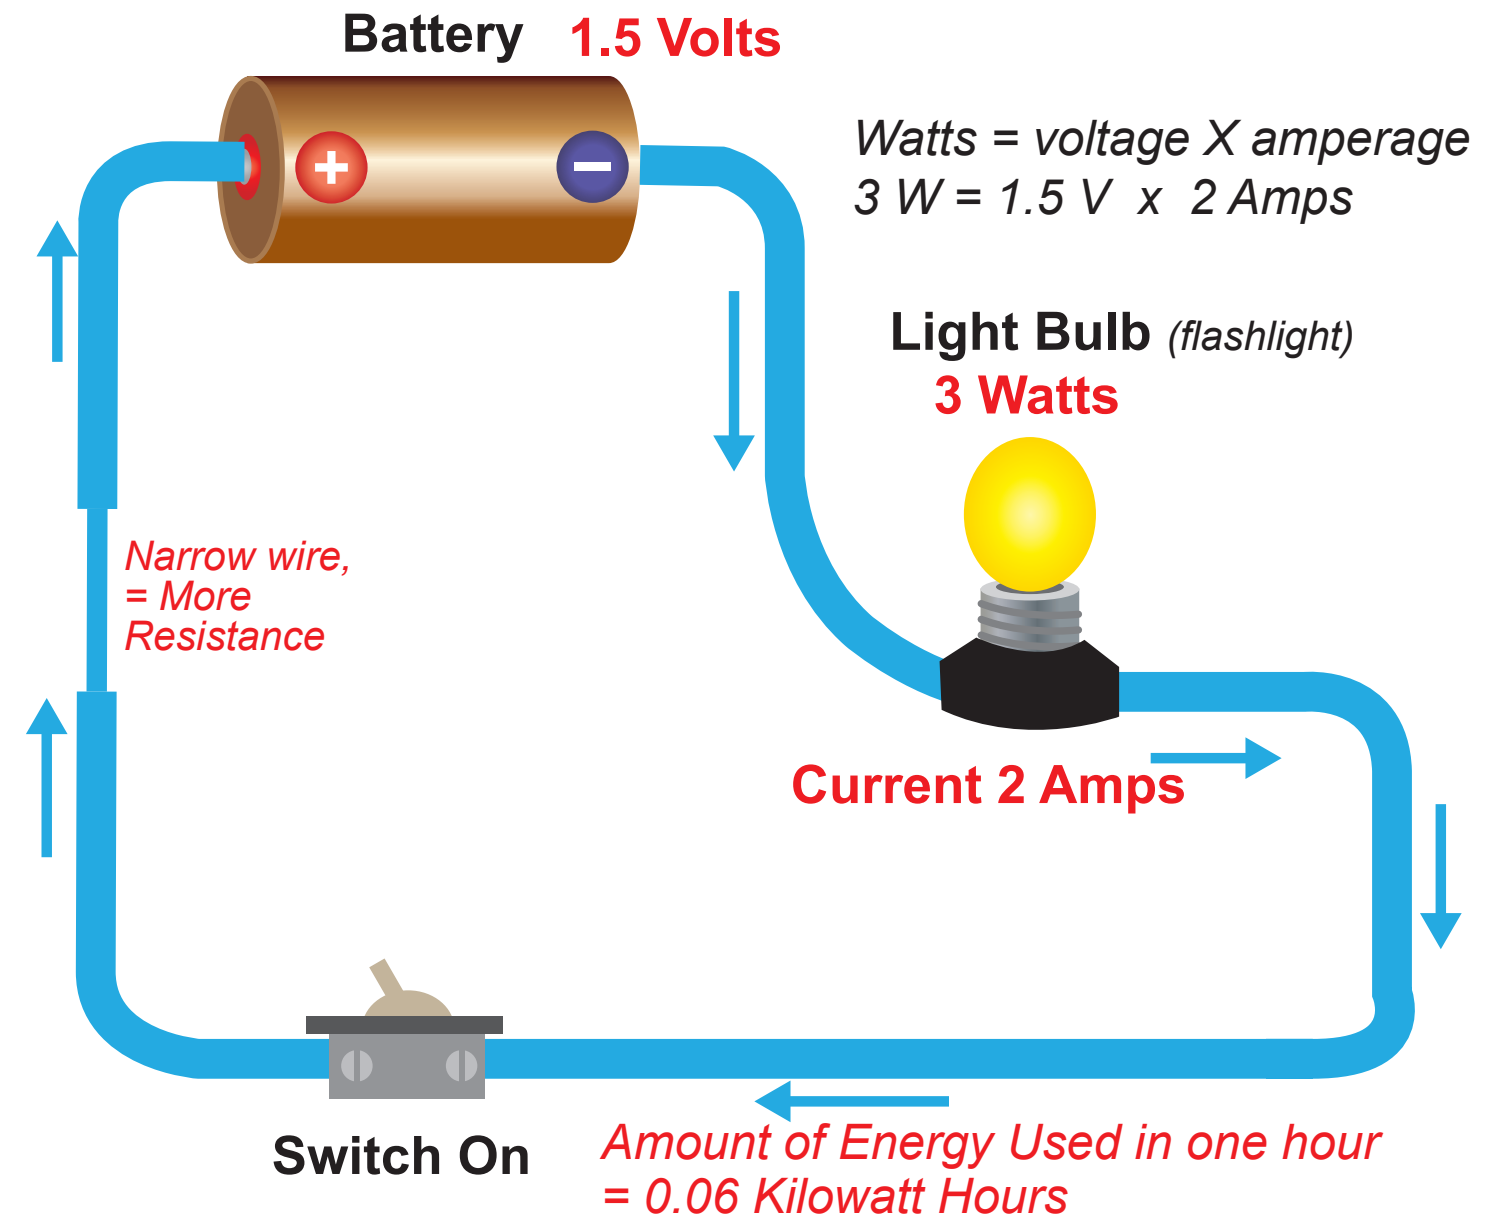 Battery 1.5 Volts
Watts = voltage X amperage
3 W = 1.5 V x 2 Amps
Light Bulb (flashlight)
3 Watts
Narrow wire,
= More
Resistance
Current 2 Amps
Switch On
Amount of Energy Used in one hour
= 0.06 Kilowatt Hours